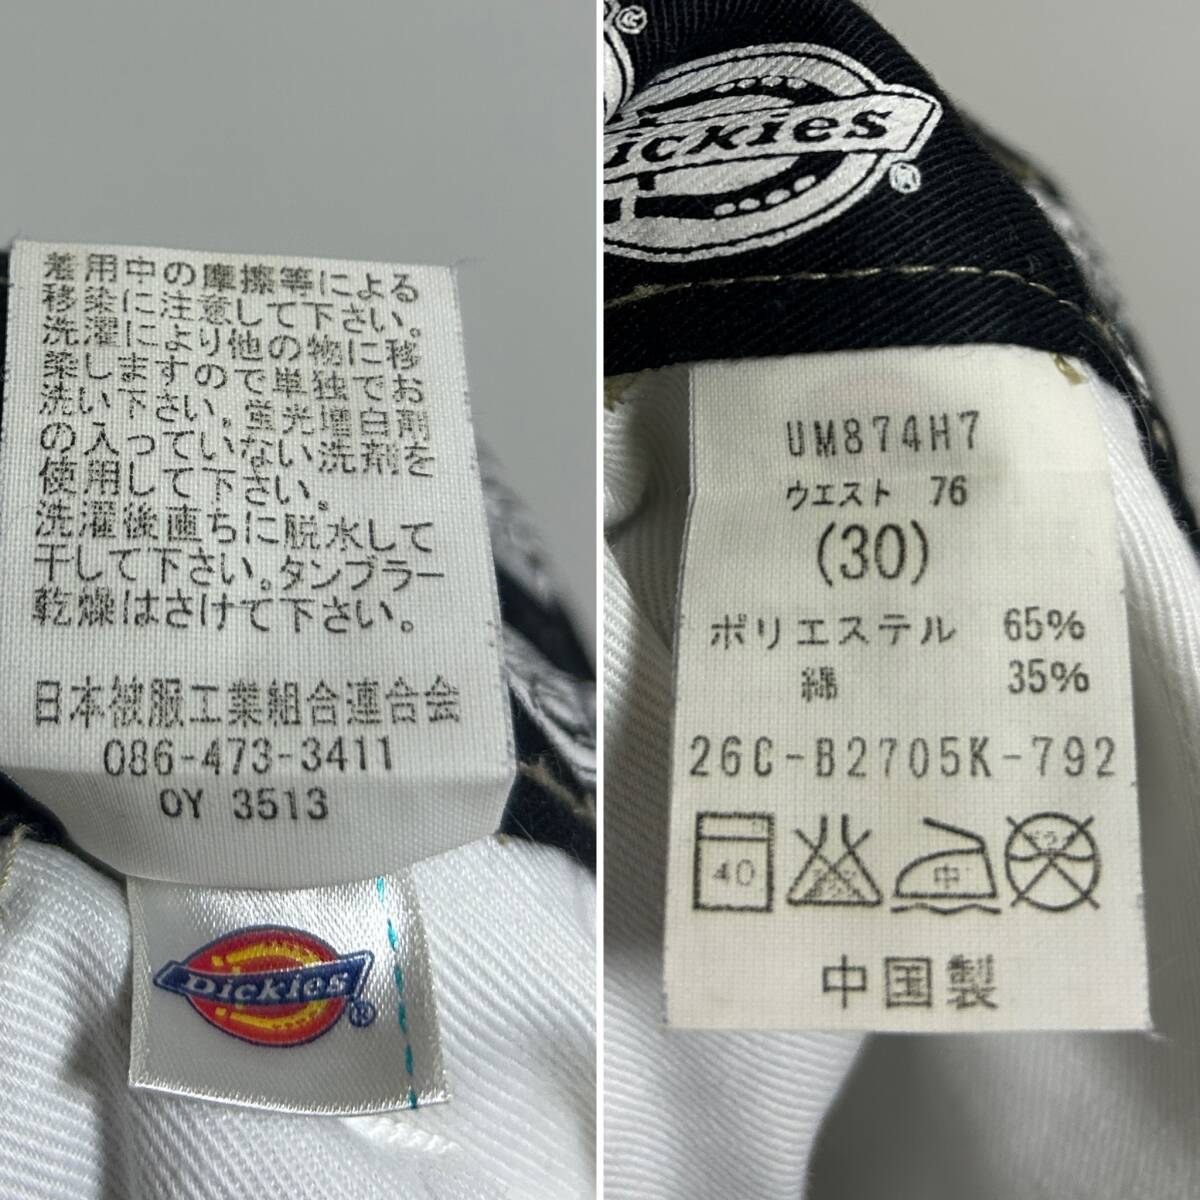 着用中の摩擦等による
移染に注意して下さい。
洗濯により他の物に移
染しますので単独でお
洗い下さい。蛍光増白剤
の入っていない洗剤を
使用して下さい。
洗濯後直ちに脱水して
干して下さい。タンブラー
乾燥はさけて下さい。
日本被服工業組合連合会
086-473-3411
OY 3513
Dickies®
®
Dickies®
UM874H7
ウエスト 76
(30)
ポリエステル 65%
綿 35%
26C-B2705K-792
40
中
ドライ
中国製